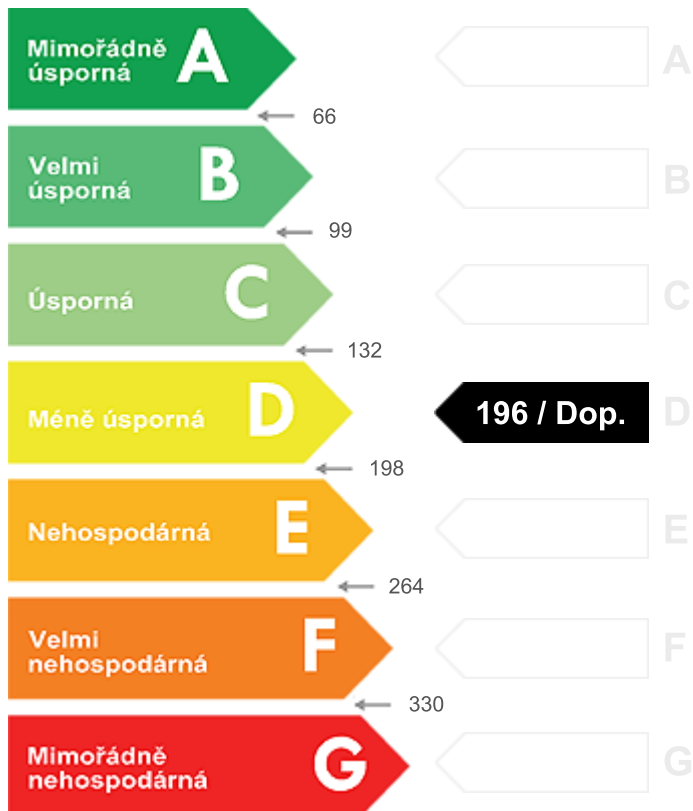 Mimořádně
úsporná
A
A
66
Velmi
úsporná
B
B
99
Úsporná
C
C
132
Méně úsporná
D
196 / Dop.
D
198
Nehospodárná
E
E
264
Velmi
nehospodárná
F
F
330
Mimořádně
nehospodárná
G
G